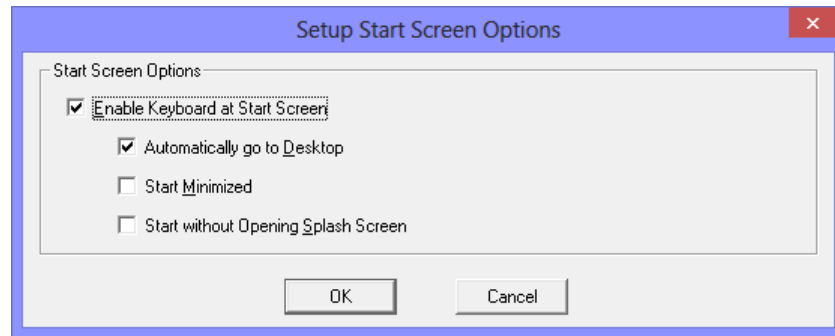 Setup Start Screen Options
Start Screen Options
Enable Keyboard at Start Screen
Automatically go to Desktop
Start Minimized
Start without Opening Splash Screen
OK Cancel